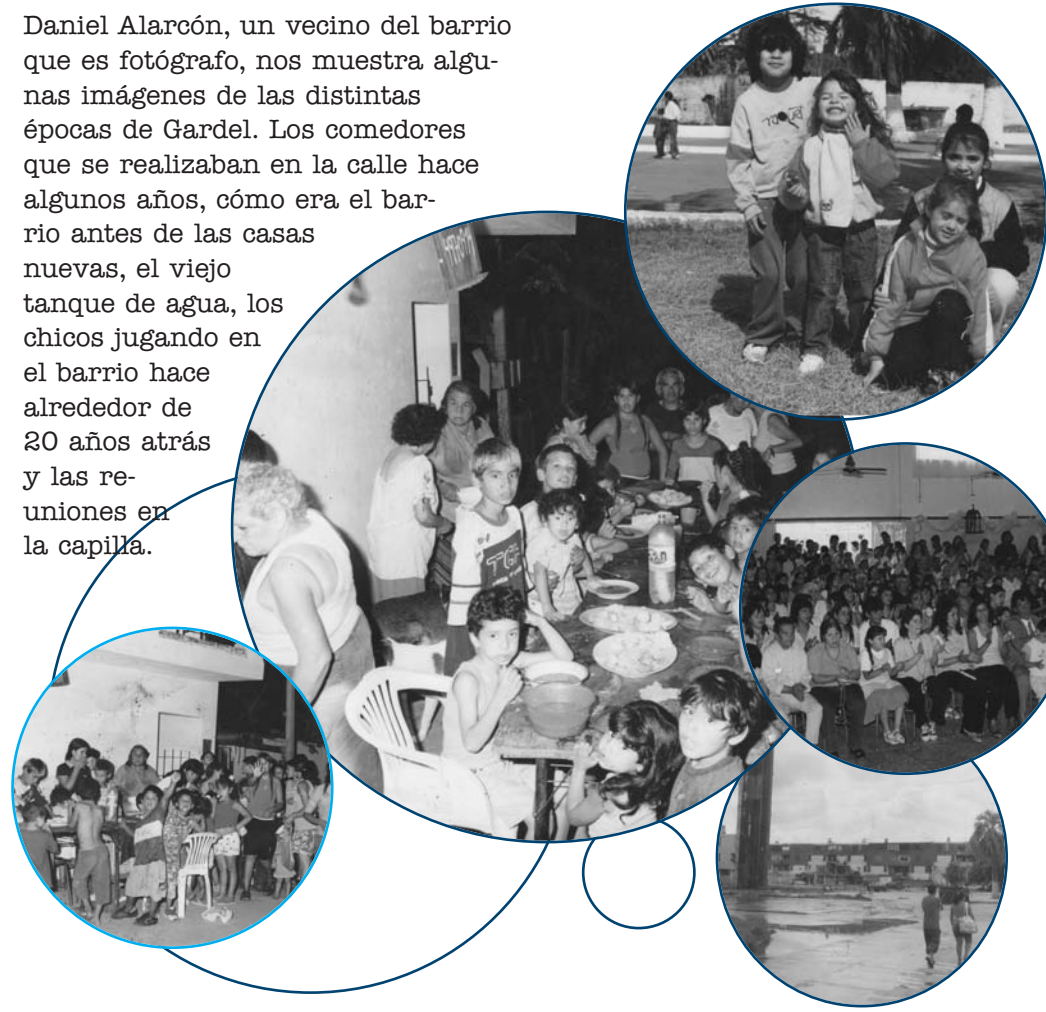 Daniel Alarcón, un vecino del barrio
que es fotógrafo, nos muestra algu-
nas imágenes de las distintas
épocas de Gardel. Los comedores
que se realizaban en la calle hace
algunos años, cómo era el bar-
rio antes de las casas
nuevas, el viejo
tanque de agua, los
chicos jugando en
el barrio hace
alrededor de
20 años atrás
y las re-
uniones en
la capilla.